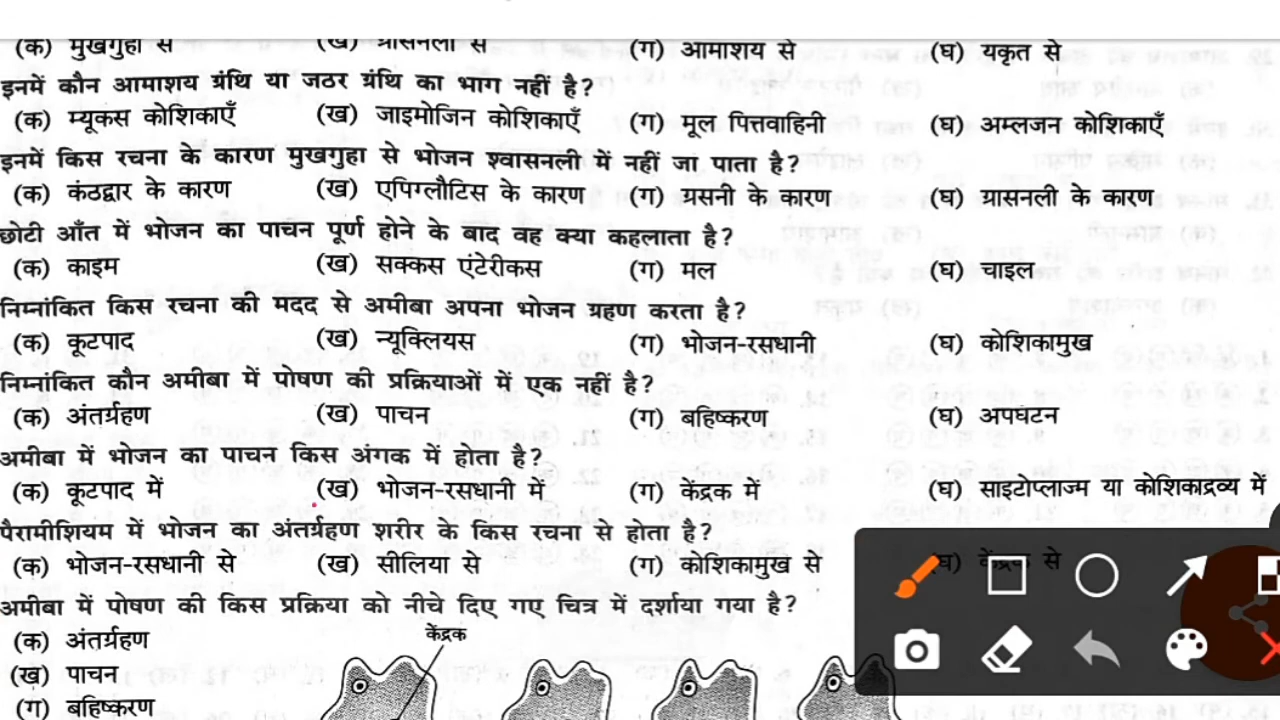 (क) मुखगुहा से (ख) ग्रासनली से (ग) आमाशय से (घ) यकृत से
इनमें कौन आमाशय ग्रंथि या जठर ग्रंथि का भाग नहीं है?
(क) म्यूकस कोशिकाएँ (ख) जाइमोजिन कोशिकाएँ (ग) मूल पित्तवाहिनी (घ) अम्लजन कोशिकाएँ
इनमें किस रचना के कारण मुखगुहा से भोजन श्वासनली में नहीं जा पाता है?
(क) कंठद्वार के कारण (ख) एपिग्लौटिस के कारण (ग) ग्रसनी के कारण (घ) ग्रासनली के कारण
छोटी आँत में भोजन का पाचन पूर्ण होने के बाद वह क्या कहलाता है?
(क) काइम (ख) सक्कस एंटेरीकस (ग) मल (घ) चाइल
निम्नांकित किस रचना की मदद से अमीबा अपना भोजन ग्रहण करता है?
(क) कूटपाद (ख) न्यूक्लियस (ग) भोजन-रसधानी (घ) कोशिकामुख
निम्नांकित कौन अमीबा में पोषण की प्रक्रियाओं में एक नहीं है?
(क) अंतर्ग्रहण (ख) पाचन (ग) बहिष्करण (घ) अपघटन
अमीबा में भोजन का पाचन किस अंगक में होता है?
(क) कूटपाद में (ख) भोजन-रसधानी में (ग) केंद्रक में (घ) साइटोप्लाज्म या कोशिकाद्रव्य में
पैरामीशियम में भोजन का अंतर्ग्रहण शरीर के किस रचना से होता है?
(क) भोजन-रसधानी से (ख) सीलिया से (ग) कोशिकामुख से (घ) केंद्रक से
अमीबा में पोषण की किस प्रक्रिया को नीचे दिए गए चित्र में दर्शाया गया है?
(क) अंतर्ग्रहण
केंद्रक
(ख) पाचन
(ग) बहिष्करण